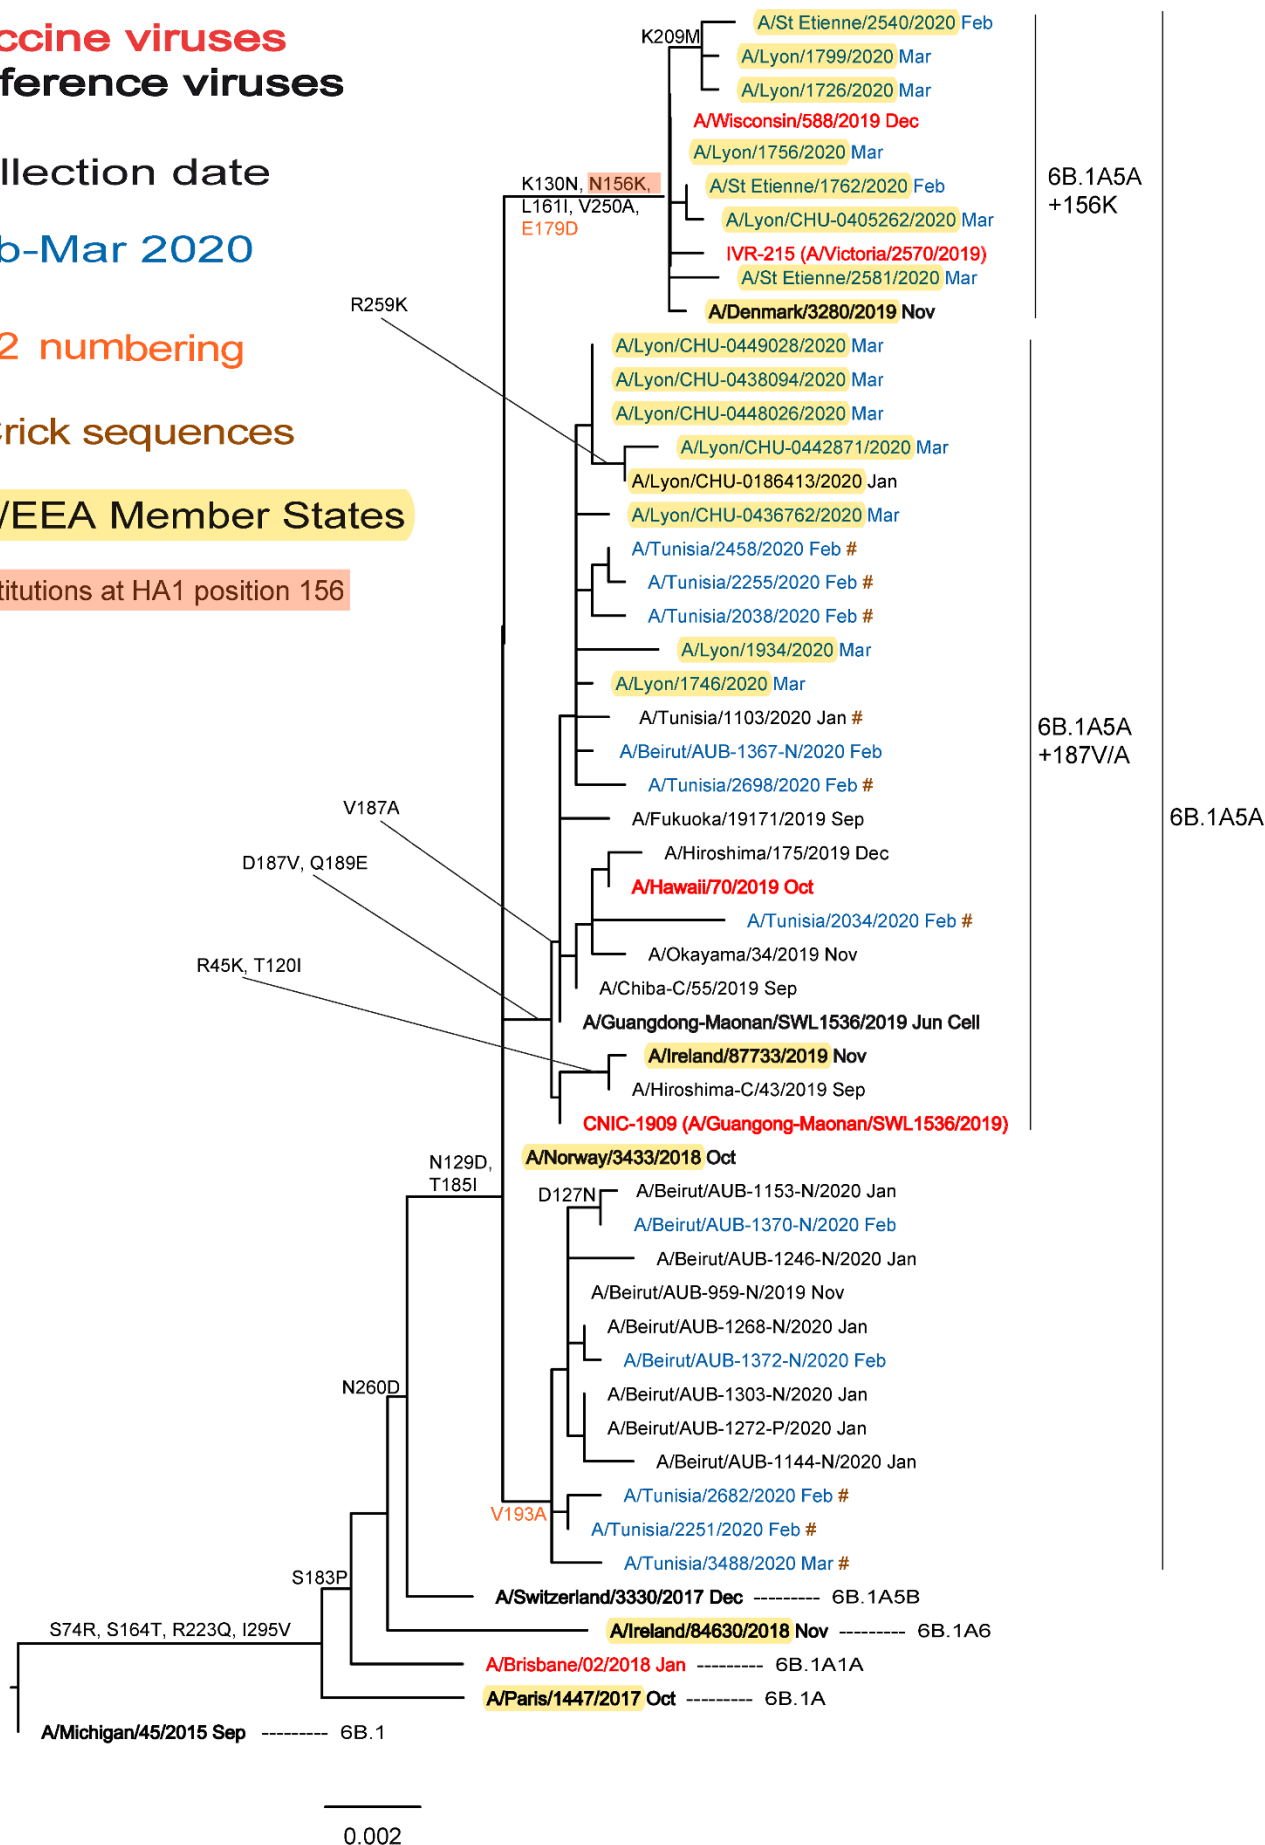 ccine viruses
ference viruses
llection date
b-Mar 2020
2 numbering
Crick sequences
/EEA Member States
titutions at HA1 position 156
A/St Etienne/2540/2020 Feb
K209M
A/Lyon/1799/2020 Mar
A/Lyon/1726/2020 Mar
A/Wisconsin/588/2019 Dec
A/Lyon/1756/2020 Mar
K130N, N156K,
L161I, V250A,
E179D
A/St Etienne/1762/2020 Feb
A/Lyon/CHU-0405262/2020 Mar
IVR-215 (A/Victoria/2570/2019)
A/St Etienne/2581/2020 Mar
A/Denmark/3280/2019 Nov
6B.1A5A
+156K
R259K
A/Lyon/CHU-0449028/2020 Mar
A/Lyon/CHU-0438094/2020 Mar
A/Lyon/CHU-0448026/2020 Mar
A/Lyon/CHU-0442871/2020 Mar
A/Lyon/CHU-0186413/2020 Jan
A/Lyon/CHU-0436762/2020 Mar
A/Tunisia/2458/2020 Feb #
A/Tunisia/2255/2020 Feb #
A/Tunisia/2038/2020 Feb #
A/Lyon/1934/2020 Mar
A/Lyon/1746/2020 Mar
A/Tunisia/1103/2020 Jan #
A/Beirut/AUB-1367-N/2020 Feb
A/Tunisia/2698/2020 Feb #
6B.1A5A
+187V/A
6B.1A5A
V187A
A/Fukuoka/19171/2019 Sep
D187V, Q189E
A/Hiroshima/175/2019 Dec
A/Hawaii/70/2019 Oct
A/Tunisia/2034/2020 Feb #
A/Okayama/34/2019 Nov
R45K, T120I
A/Chiba-C/55/2019 Sep
A/Guangdong-Maonan/SWL1536/2019 Jun Cell
A/Ireland/87733/2019 Nov
A/Hiroshima-C/43/2019 Sep
CNIC-1909 (A/Guangong-Maonan/SWL1536/2019)
N129D,
T185I
A/Norway/3433/2018 Oct
D127N
A/Beirut/AUB-1153-N/2020 Jan
A/Beirut/AUB-1370-N/2020 Feb
A/Beirut/AUB-1246-N/2020 Jan
A/Beirut/AUB-959-N/2019 Nov
A/Beirut/AUB-1268-N/2020 Jan
A/Beirut/AUB-1372-N/2020 Feb
N260D
A/Beirut/AUB-1303-N/2020 Jan
A/Beirut/AUB-1272-P/2020 Jan
A/Beirut/AUB-1144-N/2020 Jan
A/Tunisia/2682/2020 Feb #
V193A
A/Tunisia/2251/2020 Feb #
A/Tunisia/3488/2020 Mar #
S183P
A/Switzerland/3330/2017 Dec --------- 6B.1A5B
S74R, S164T, R223Q, I295V
A/Ireland/84630/2018 Nov --------- 6B.1A6
A/Brisbane/02/2018 Jan --------- 6B.1A1A
A/Paris/1447/2017 Oct --------- 6B.1A
A/Michigan/45/2015 Sep --------- 6B.1
0.002